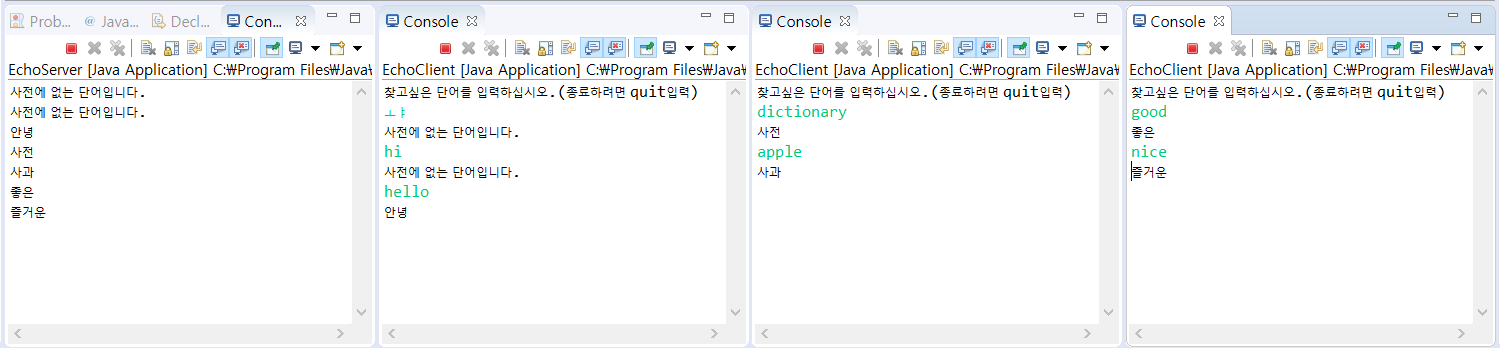 Prob... Java... Decl... Con...
EchoServer [Java Application] C:₩Program Files₩Java₩
사전에 없는 단어입니다.
사전에 없는 단어입니다.
안녕
사전
사과
좋은
즐거운
Console
EchoClient [Java Application] C:₩Program Files₩Java₩
찾고싶은 단어를 입력하십시오.(종료하려면 quit입력)
ㅗㅑ
사전에 없는 단어입니다.
hi
사전에 없는 단어입니다.
hello
안녕
Console
EchoClient [Java Application] C:₩Program Files₩Java₩
찾고싶은 단어를 입력하십시오.(종료하려면 quit입력)
dictionary
사전
apple
사과
Console
EchoClient [Java Application] C:₩Program Files₩Java₩
찾고싶은 단어를 입력하십시오.(종료하려면 quit입력)
good
좋은
nice
즐거운